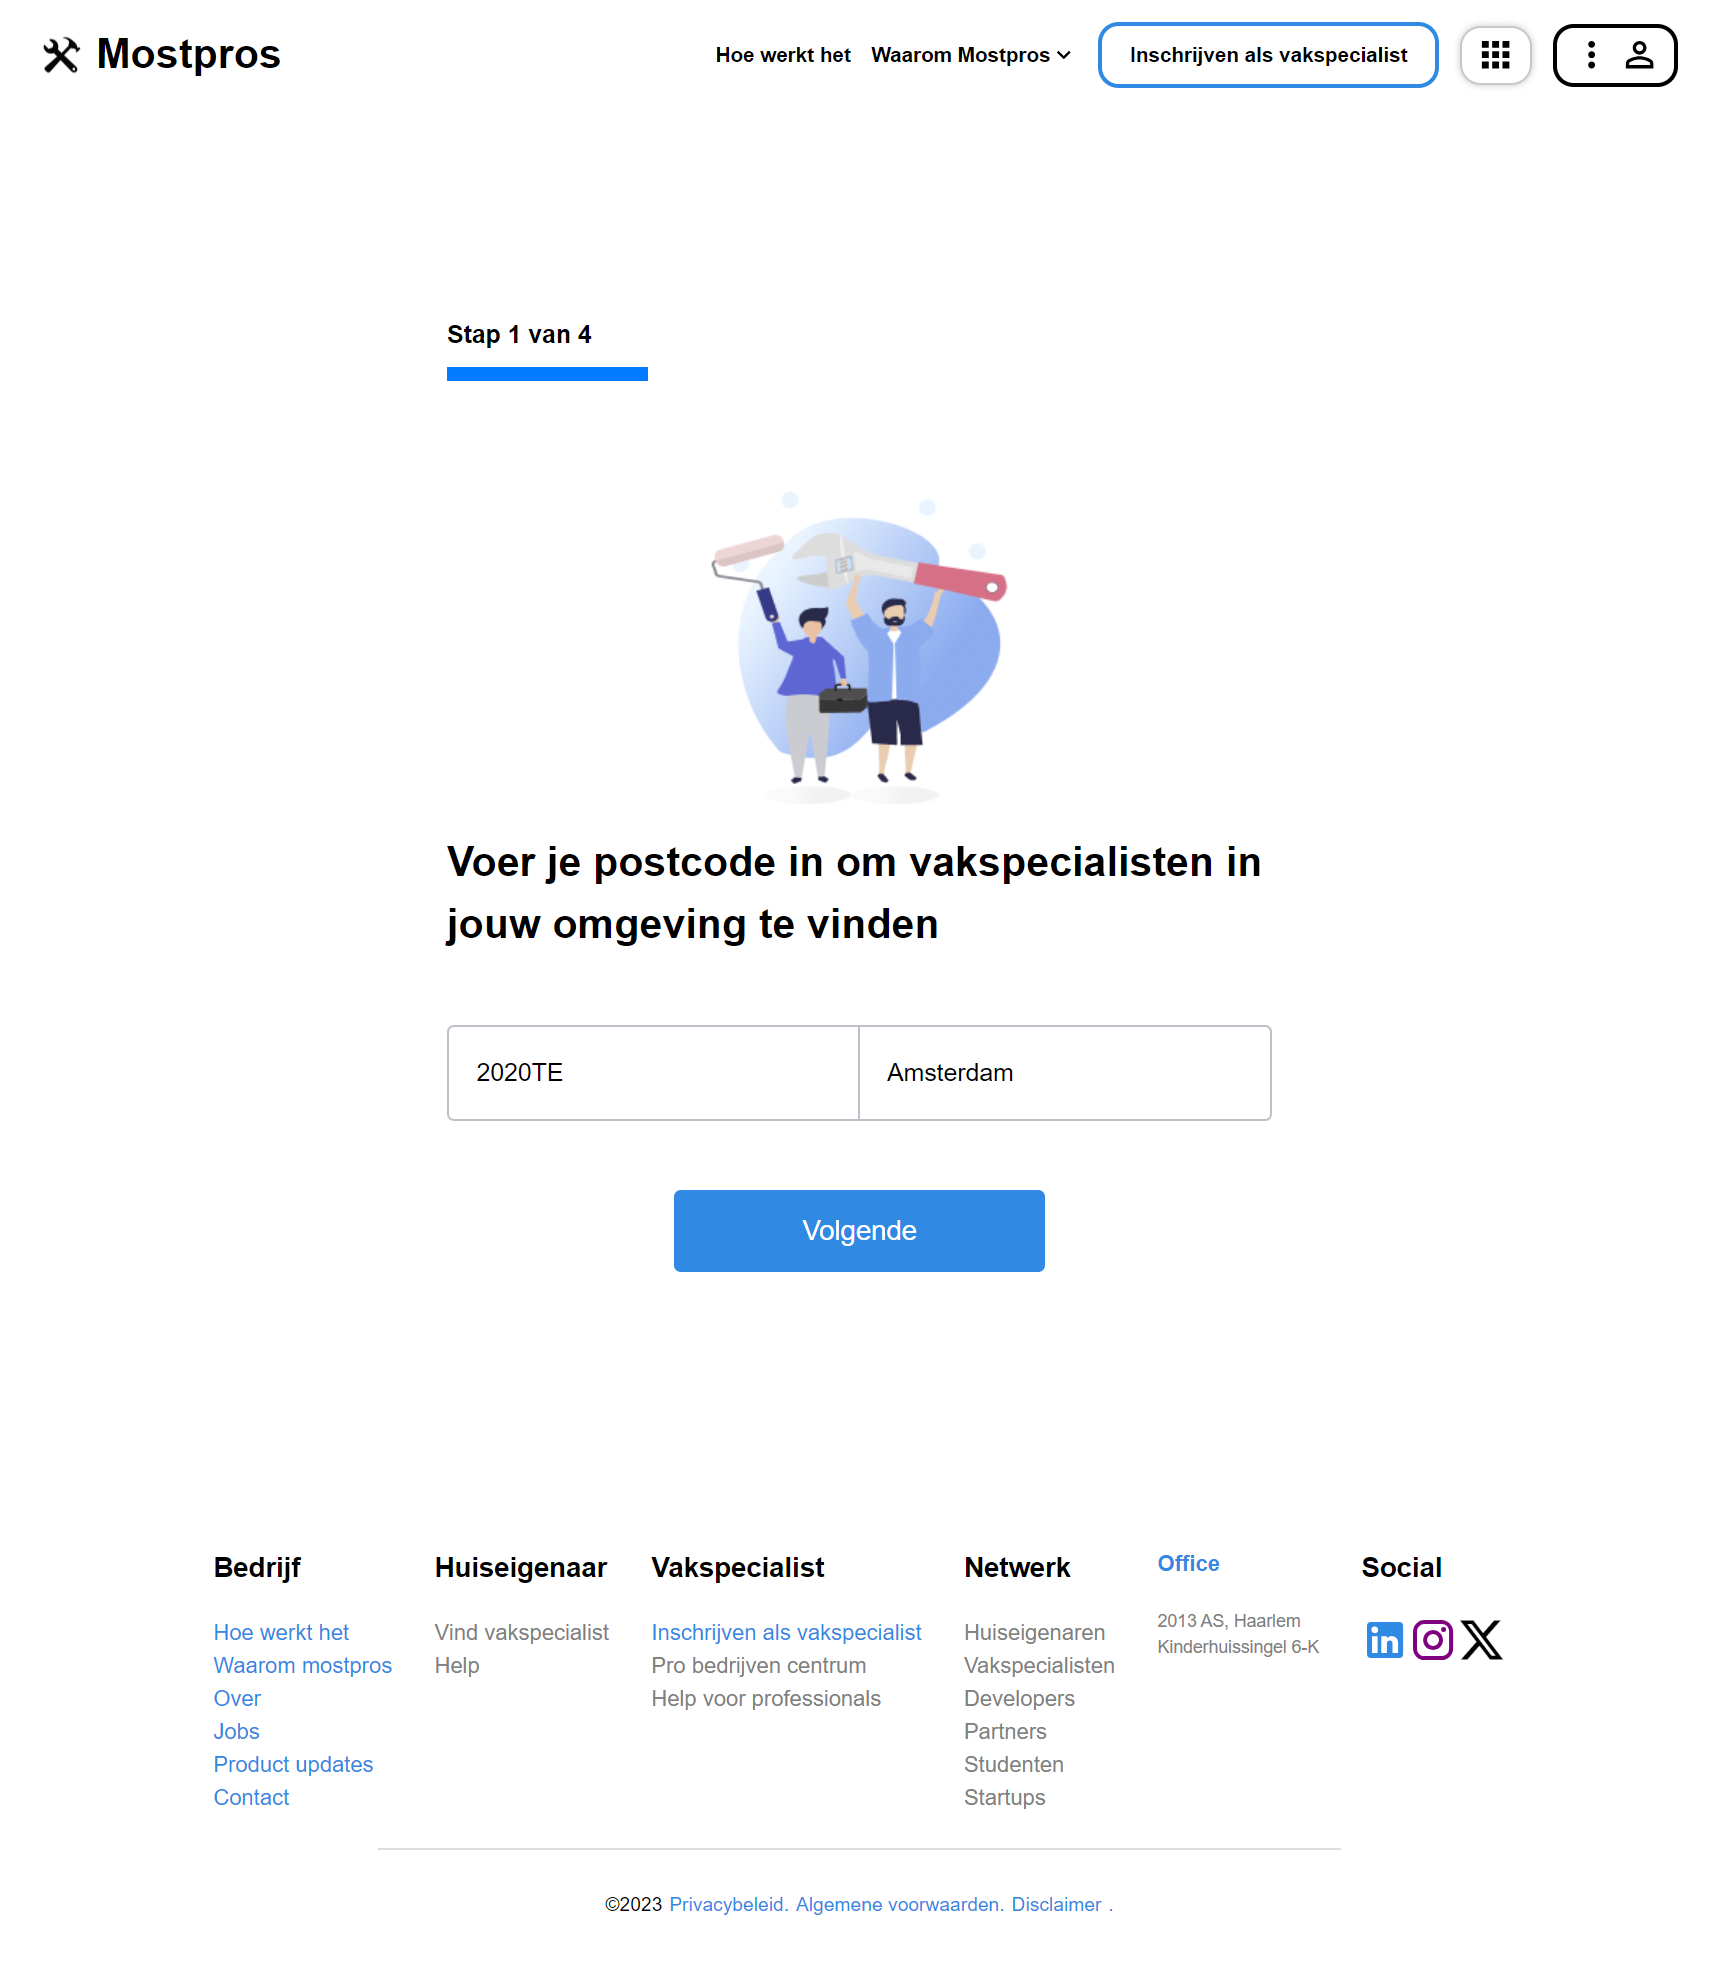 Mostpros
Hoe werkt het
Waarom Mostpros
Inschrijven als vakspecialist
Stap 1 van 4
Voer je postcode in om vakspecialisten in
jouw omgeving te vinden
2020TE
Amsterdam
Volgende
Bedrijf
Hoe werkt het
Waarom mostpros
Over
Jobs
Product updates
Contact
Huiseigenaar
Vind vakspecialist
Help
Vakspecialist
Inschrijven als vakspecialist
Pro bedrijven centrum
Help voor professionals
Netwerk
Huiseigenaren
Vakspecialisten
Developers
Partners
Studenten
Startups
Office
2013 AS, Haarlem
Kinderhuissingel 6-K
Social
©2023 Privacybeleid. Algemene voorwaarden. Disclaimer .